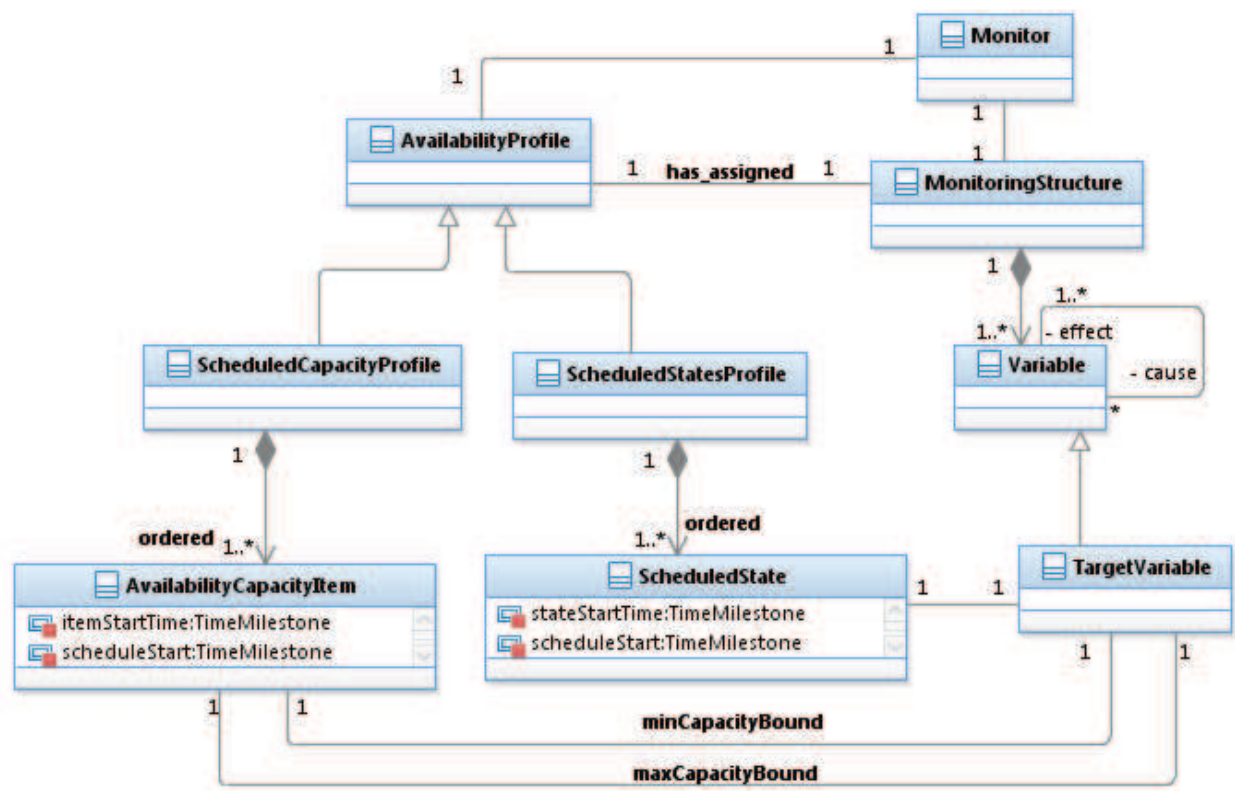 Monitor
1
1
1
AvailabilityProfile
1 has_assigned 1
1
MonitoringStructure
1
1..*
1..*
- effect
- cause
*
Variable
ScheduledCapacityProfile
ScheduledStatesProfile
1
1
ordered
1..*
ordered
1..*
AvailabilityCapacityItem
itemStartTime:TimeMilestone
scheduleStart:TimeMilestone
ScheduledState
stateStartTime:TimeMilestone
scheduleStart:TimeMilestone
1 1
TargetVariable
1
1
1
1
minCapacityBound
maxCapacityBound